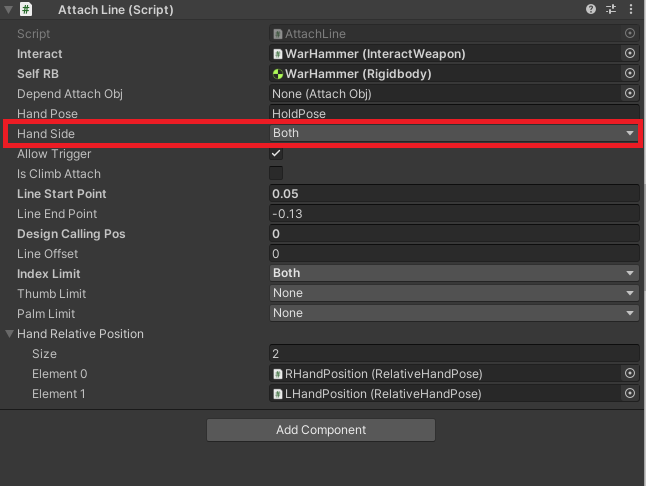 Attach Line (Script)
Script AttachLine
Interact WarHammer (InteractWeapon)
Self RB WarHammer (Rigidbody)
Depend Attach Obj None (Attach Obj)
Hand Pose HoldPose
Hand Side Both
Allow Trigger
Is Climb Attach
Line Start Point 0.05
Line End Point -0.13
Design Calling Pos 0
Line Offset 0
Index Limit Both
Thumb Limit None
Palm Limit None
Hand Relative Position
Size 2
Element 0 RHandPosition (RelativeHandPose)
Element 1 LHandPosition (RelativeHandPose)
Add Component